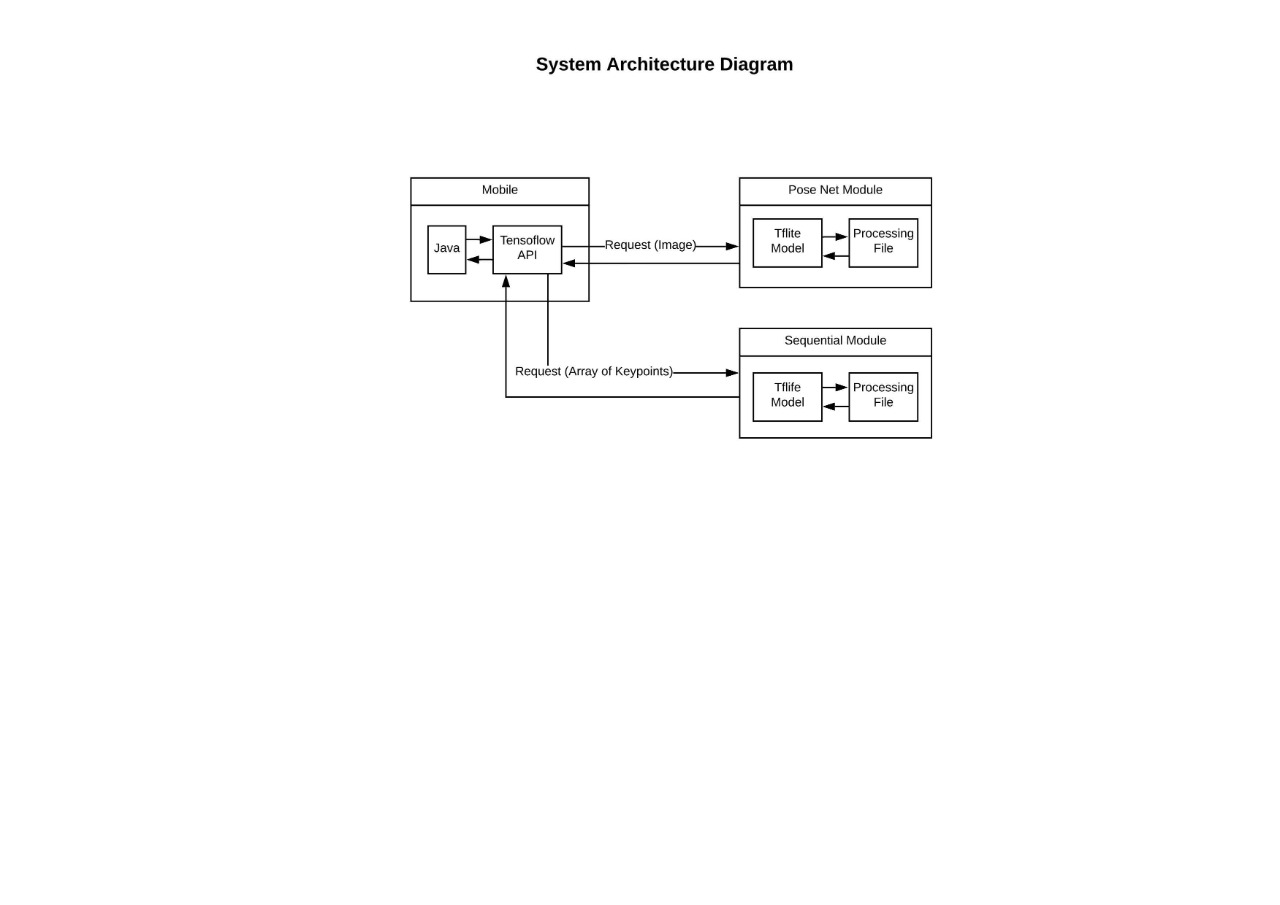 System Architecture Diagram
Mobile
Java
Tensoflow
API
Request (Image)
Pose Net Module
Tflite
Model
Processing
File
Request (Array of Keypoints)
Sequential Module
Tflife
Model
Processing
File